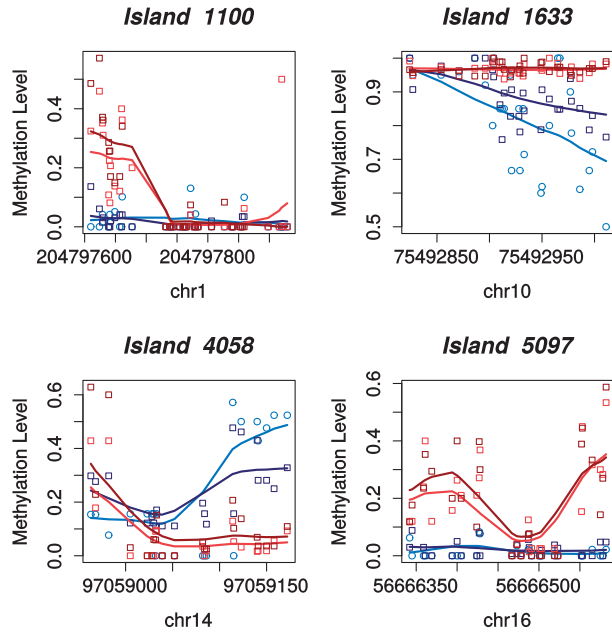 Island 1100
Methylation Level
0.0
0.2
0.4
204797600
204797800
chr1
Island 1633
Methylation Level
0.5
0.7
0.9
75492850
75492950
chr10
Island 4058
Methylation Level
0.0
0.2
0.4
0.6
97059000
97059150
chr14
Island 5097
Methylation Level
0.0
0.2
0.4
0.6
56666350
56666500
chr16